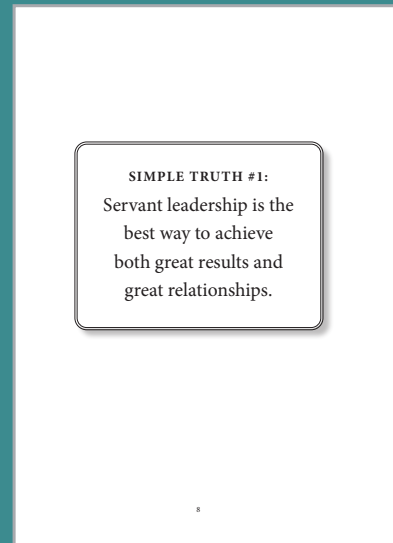 SIMPLE TRUTH #1:
Servant leadership is the
best way to achieve
both great results and
great relationships.
8